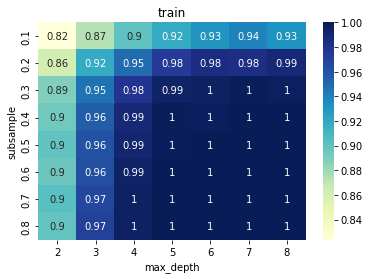 train
0.1 0.82 0.87 0.9 0.92 0.93 0.94 0.93
0.2 0.86 0.92 0.95 0.98 0.98 0.98 0.99
0.3 0.89 0.95 0.98 0.99 1 1 1
0.4 0.9 0.96 0.99 1 1 1 1
0.5 0.9 0.96 0.99 1 1 1 1
0.6 0.9 0.96 0.99 1 1 1 1
0.7 0.9 0.97 1 1 1 1 1
0.8 0.9 0.97 1 1 1 1 1
2 3 4 5 6 7 8
max_depth
subsample
1.00
0.98
0.96
0.94
0.92
0.90
0.88
0.86
0.84